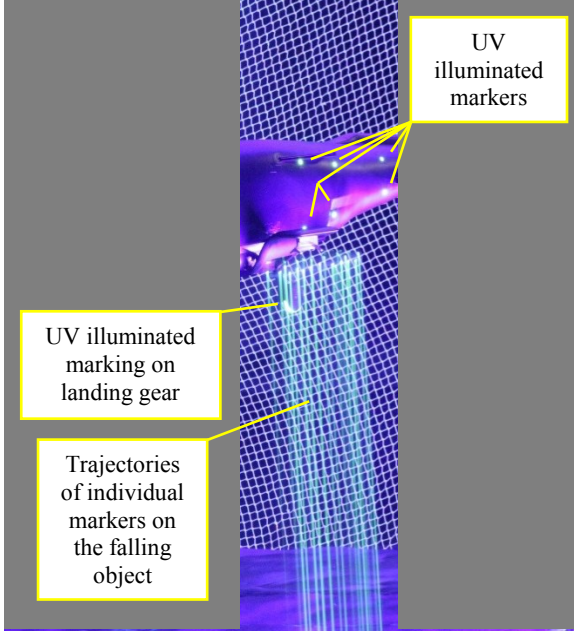 UV
illuminated
markers
UV illuminated
marking on
landing gear
Trajectories
of individual
markers on
the falling
object